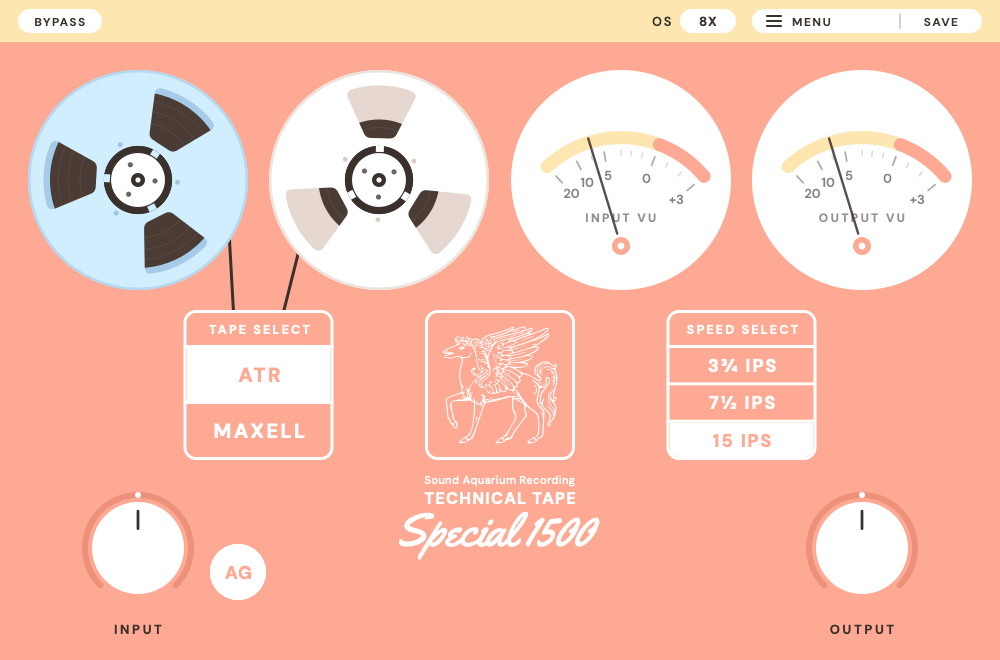 BYPASS
OS 8X
MENU
SAVE
20 10 5 0 +3
INPUT VU
20 10 5 0 +3
OUTPUT VU
TAPE SELECT
ATR
MAXELL
SPEED SELECT
3¾ IPS
7½ IPS
15 IPS
Sound Aquarium Recording
TECHNICAL TAPE
Special 1500
AG
INPUT
OUTPUT